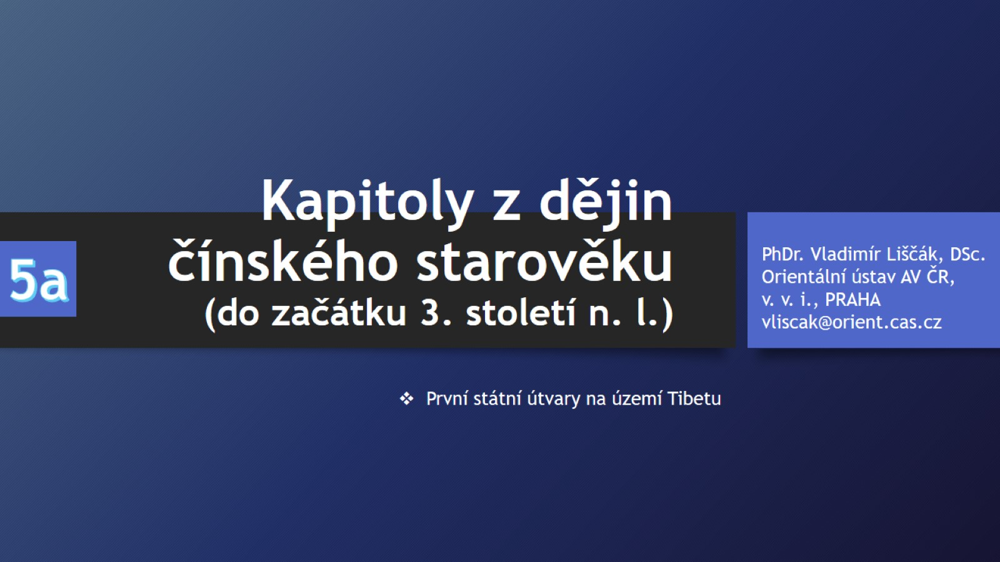 Kapitoly z dějin
čínského starověku
(do začátku 3. století n. l.)
5a
PhDr. Vladimír Liščák, DSc.
Orientální ústav AV ČR,
v. v. i., PRAHA
vliscak@orient.cas.cz
❖ První státní útvary na území Tibetu